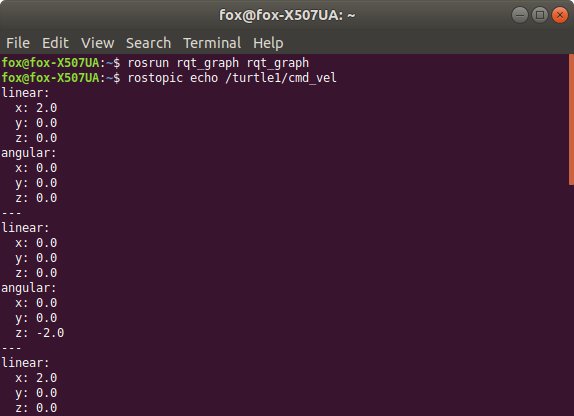 fox@fox-X507UA: ~
File Edit View Search Terminal Help
fox@fox-X507UA:~$ rosrun rqt_graph rqt_graph
fox@fox-X507UA:~$ rostopic echo /turtle1/cmd_vel
linear:
  x: 2.0
  y: 0.0
  z: 0.0
angular:
  x: 0.0
  y: 0.0
  z: 0.0
---
linear:
  x: 0.0
  y: 0.0
  z: 0.0
angular:
  x: 0.0
  y: 0.0
  z: -2.0
---
linear:
  x: 2.0
  y: 0.0
  z: 0.0